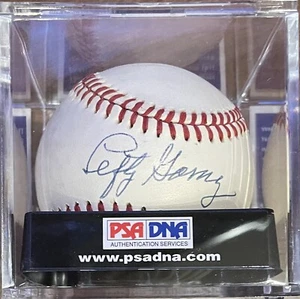 Lefty Gomez
PSA DNA
AUTHENTICATION SERVICES
www.psadna.com